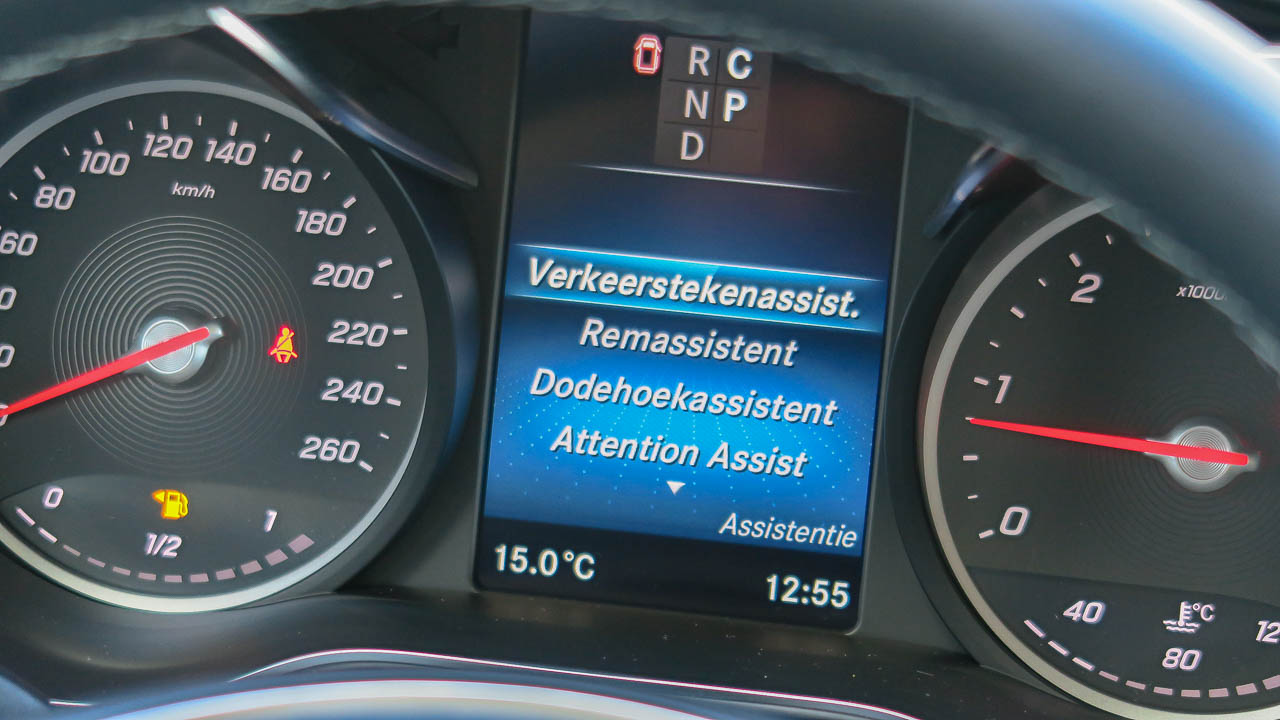 R C
N P
D
80 100 120 140 160 180 200 220 240 260
km/h
0 1/2 1
Verkeerstekenassist.
Remassistent
Dodehoekassistent
Attention Assist
Assistentie
15.0°C 12:55
2
1
0
40 80
°C